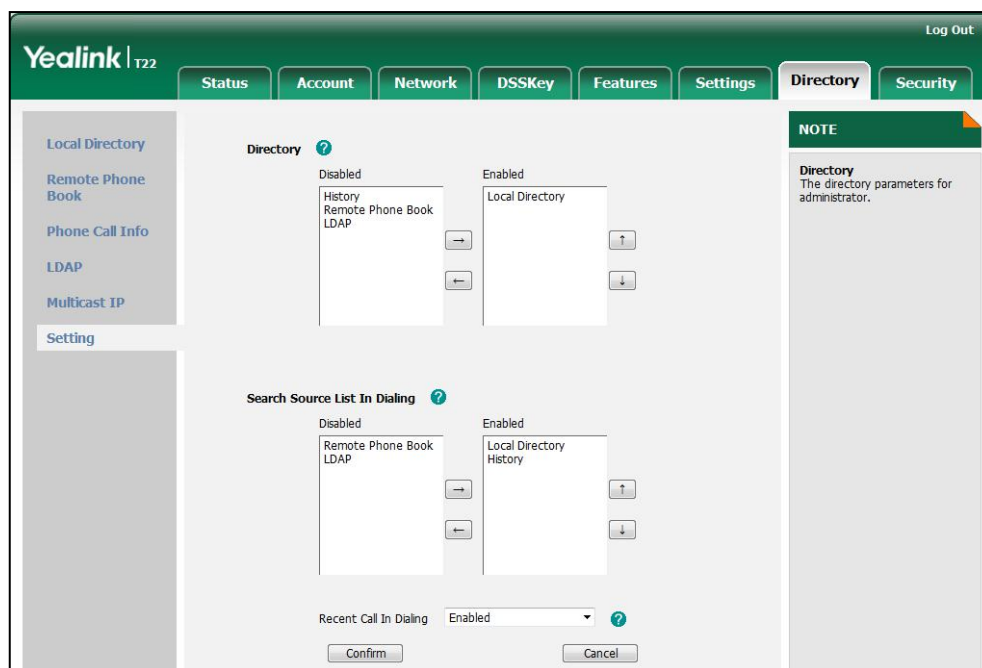 Log Out
Yealink | T22
Status Account Network DSSKey Features Settings Directory Security
Local Directory
Remote Phone
Book
Phone Call Info
LDAP
Multicast IP
Setting
Directory ?
Disabled Enabled
History
Remote Phone Book
LDAP
Local Directory
→
←
↑
↓
Search Source List In Dialing ?
Disabled Enabled
Remote Phone Book
LDAP
Local Directory
History
→
←
↑
↓
Recent Call In Dialing Enabled ?
Confirm Cancel
NOTE
Directory
The directory parameters for
administrator.